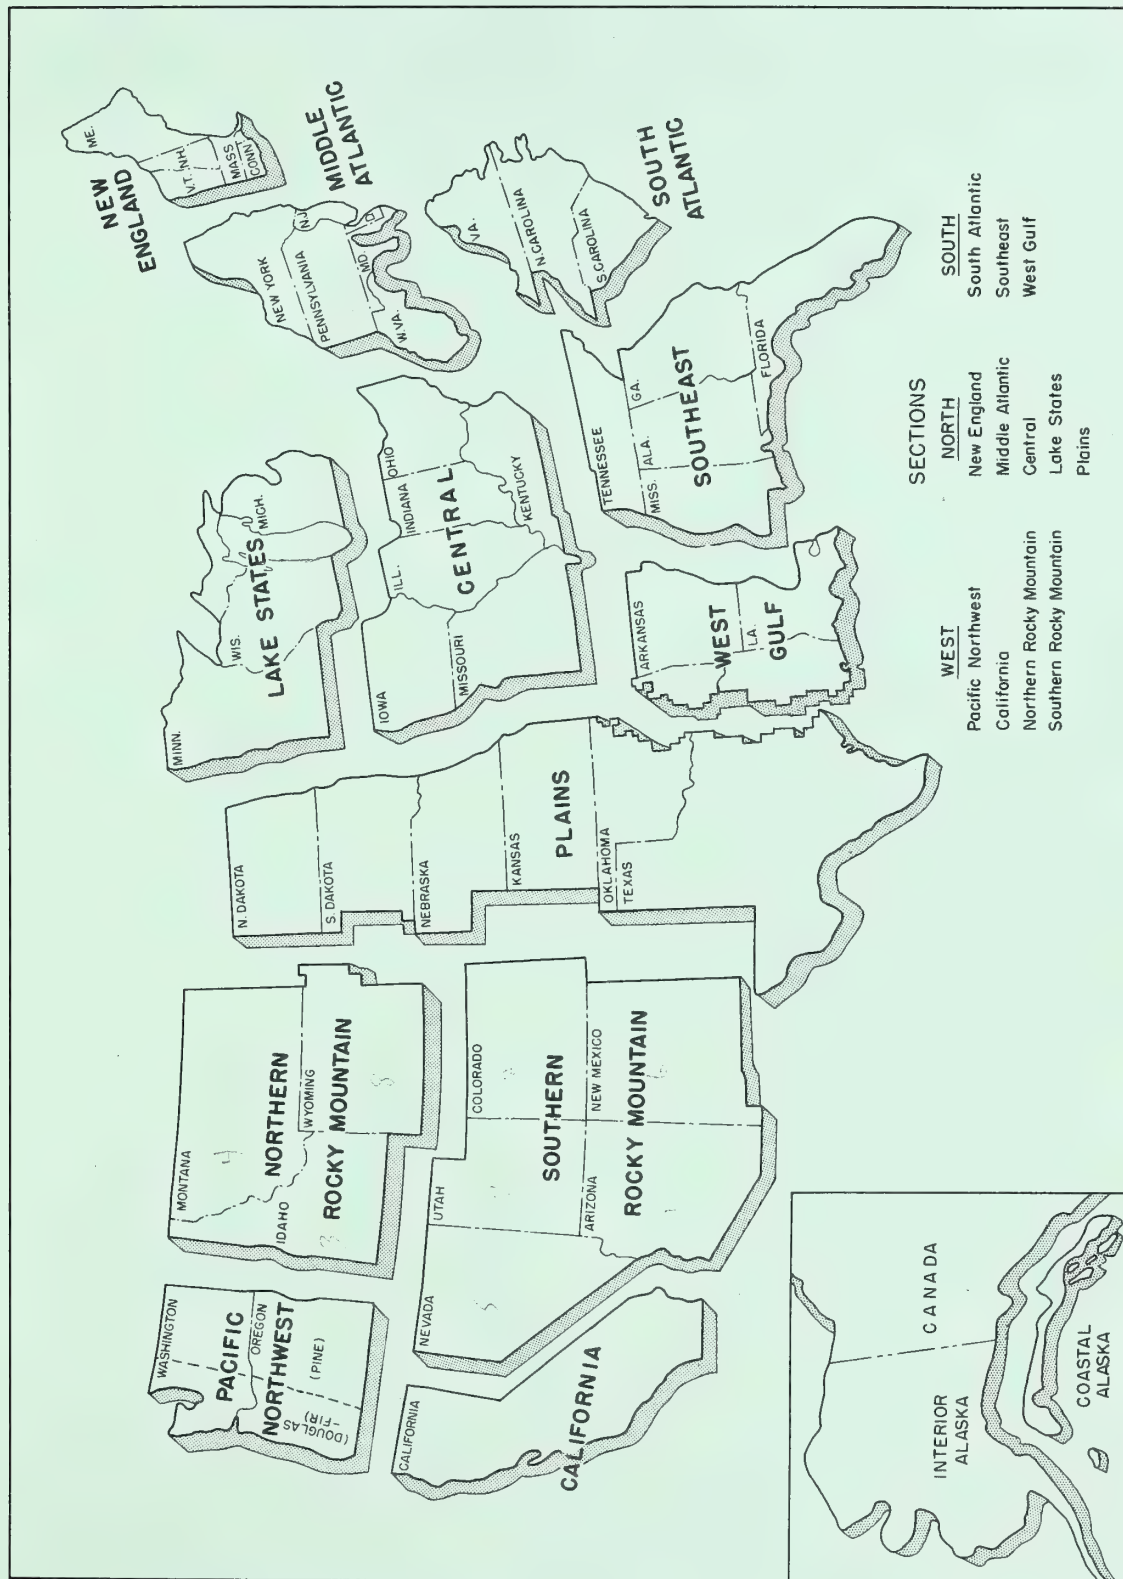 WASHINGTON
PACIFIC
OREGON
NORTHWEST
(DOUGLAS
-FIR)
(PINE)
MONTANA
IDAHO
NORTHERN
WYOMING
ROCKY MOUNTAIN
CALIFORNIA
CALIFORNIA
NEVADA
UTAH
COLORADO
SOUTHERN
ARIZONA
NEW MEXICO
ROCKY MOUNTAIN
N. DAKOTA
S. DAKOTA
NEBRASKA
KANSAS
PLAINS
OKLAHOMA
TEXAS
MINN.
WIS.
MICH.
LAKE STATES
IOWA
ILL.
INDIANA
OHIO
CENTRAL
MISSOURI
KENTUCKY
ARKANSAS
WEST
LA.
GULF
TENNESSEE
MISS.
ALA.
GA.
SOUTHEAST
FLORIDA
NEW
ENGLAND
ME.
V.T.
N.H.
MASS
CONN
MIDDLE
ATLANTIC
NEW YORK
N.J.
PENNSYLVANIA
MD.
D.
W.VA.
VA.
N. CAROLINA
S. CAROLINA
SOUTH
ATLANTIC
INTERIOR
ALASKA
CANADA
COASTAL
ALASKA
SECTIONS
WEST
Pacific Northwest
California
Northern Rocky Mountain
Southern Rocky Mountain
NORTH
New England
Middle Atlantic
Central
Lake States
Plains
SOUTH
South Atlantic
Southeast
West Gulf